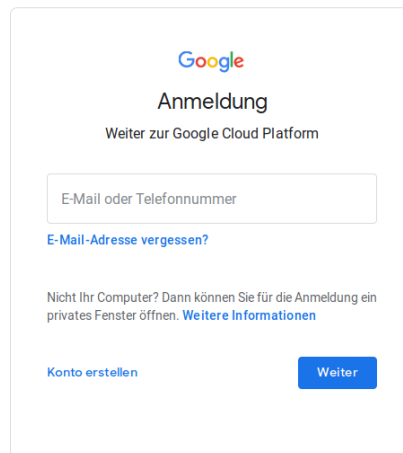 Google
Anmeldung
Weiter zur Google Cloud Platform
E-Mail oder Telefonnummer
E-Mail-Adresse vergessen?
Nicht Ihr Computer? Dann können Sie für die Anmeldung ein
privates Fenster öffnen. Weitere Informationen
Konto erstellen
Weiter